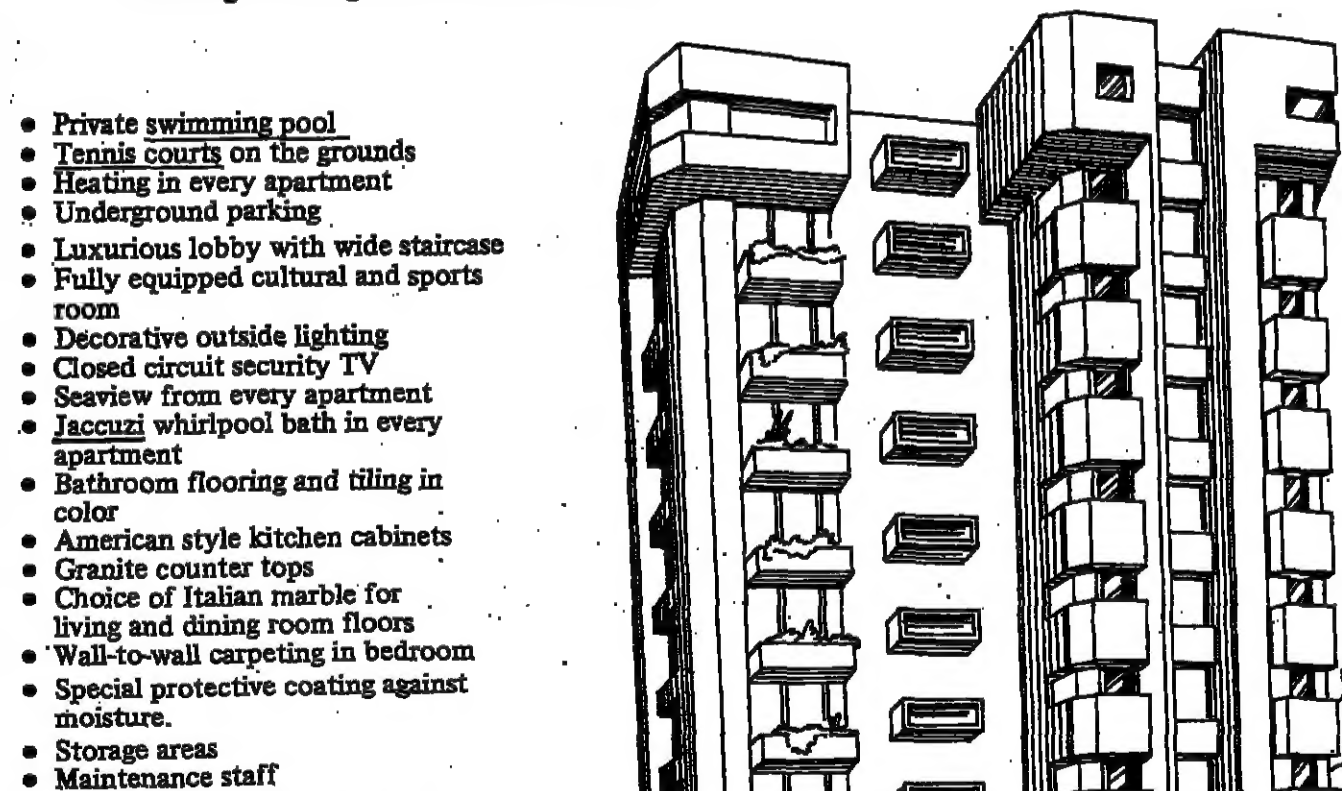 • Private swimming pool
• Tennis courts on the grounds
• Heating in every apartment
• Underground parking
• Luxurious lobby with wide staircase
• Fully equipped cultural and sports
room
• Decorative outside lighting
• Closed circuit security TV
• Seaview from every apartment
• Jaccuzi whirlpool bath in every
apartment
• Bathroom flooring and tiling in
color
• American style kitchen cabinets
• Granite counter tops
• Choice of Italian marble for
living and dining room floors
• Wall-to-wall carpeting in bedroom
• Special protective coating against
moisture.
• Storage areas
• Maintenance staff